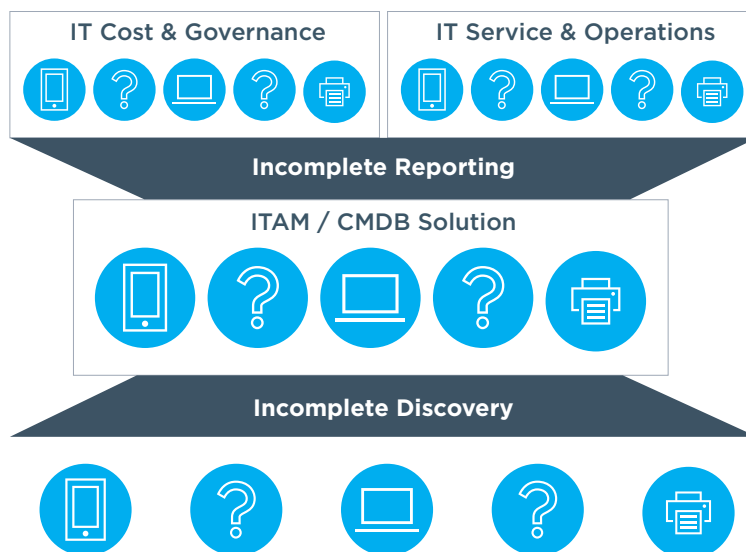 IT Cost & Governance
IT Service & Operations
Incomplete Reporting
ITAM / CMDB Solution
Incomplete Discovery